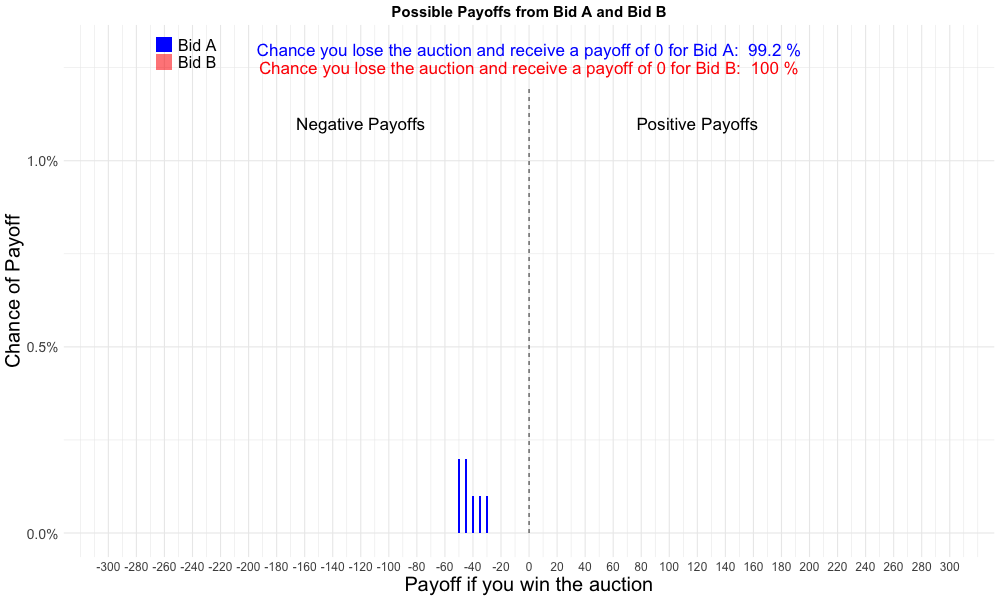 Possible Payoffs from Bid A and Bid B
Bid A
Bid B
Chance you lose the auction and receive a payoff of 0 for Bid A:  99.2 %
Chance you lose the auction and receive a payoff of 0 for Bid B:  100 %
Negative Payoffs
Positive Payoffs
Chance of Payoff
1.0%
0.5%
0.0%
-300 -280 -260 -240 -220 -200 -180 -160 -140 -120 -100 -80 -60 -40 -20 0 20 40 60 80 100 120 140 160 180 200 220 240 260 280 300
Payoff if you win the auction